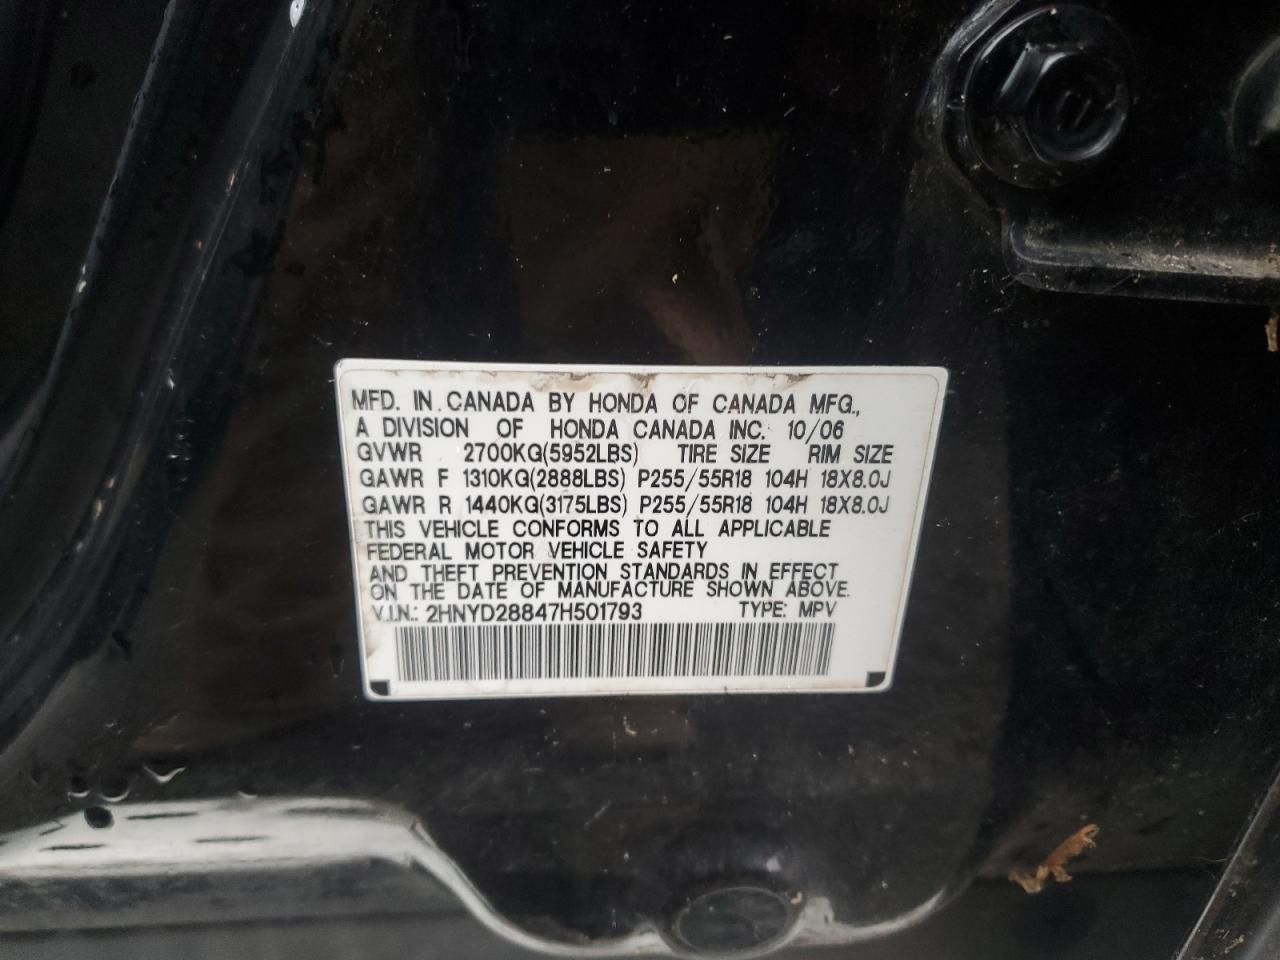 MFD. IN CANADA BY HONDA OF CANADA MFG.,
A DIVISION OF HONDA CANADA INC. 10/06
GVWR 2700KG(5952LBS) TIRE SIZE RIM SIZE
GAWR F 1310KG(2888LBS) P255/55R18 104H 18X8.0J
GAWR R 1440KG(3175LBS) P255/55R18 104H 18X8.0J
THIS VEHICLE CONFORMS TO ALL APPLICABLE
FEDERAL MOTOR VEHICLE SAFETY
AND THEFT PREVENTION STANDARDS IN EFFECT
ON THE DATE OF MANUFACTURE SHOWN ABOVE.
V.I.N.: 2HNYD28847H501793 TYPE: MPV